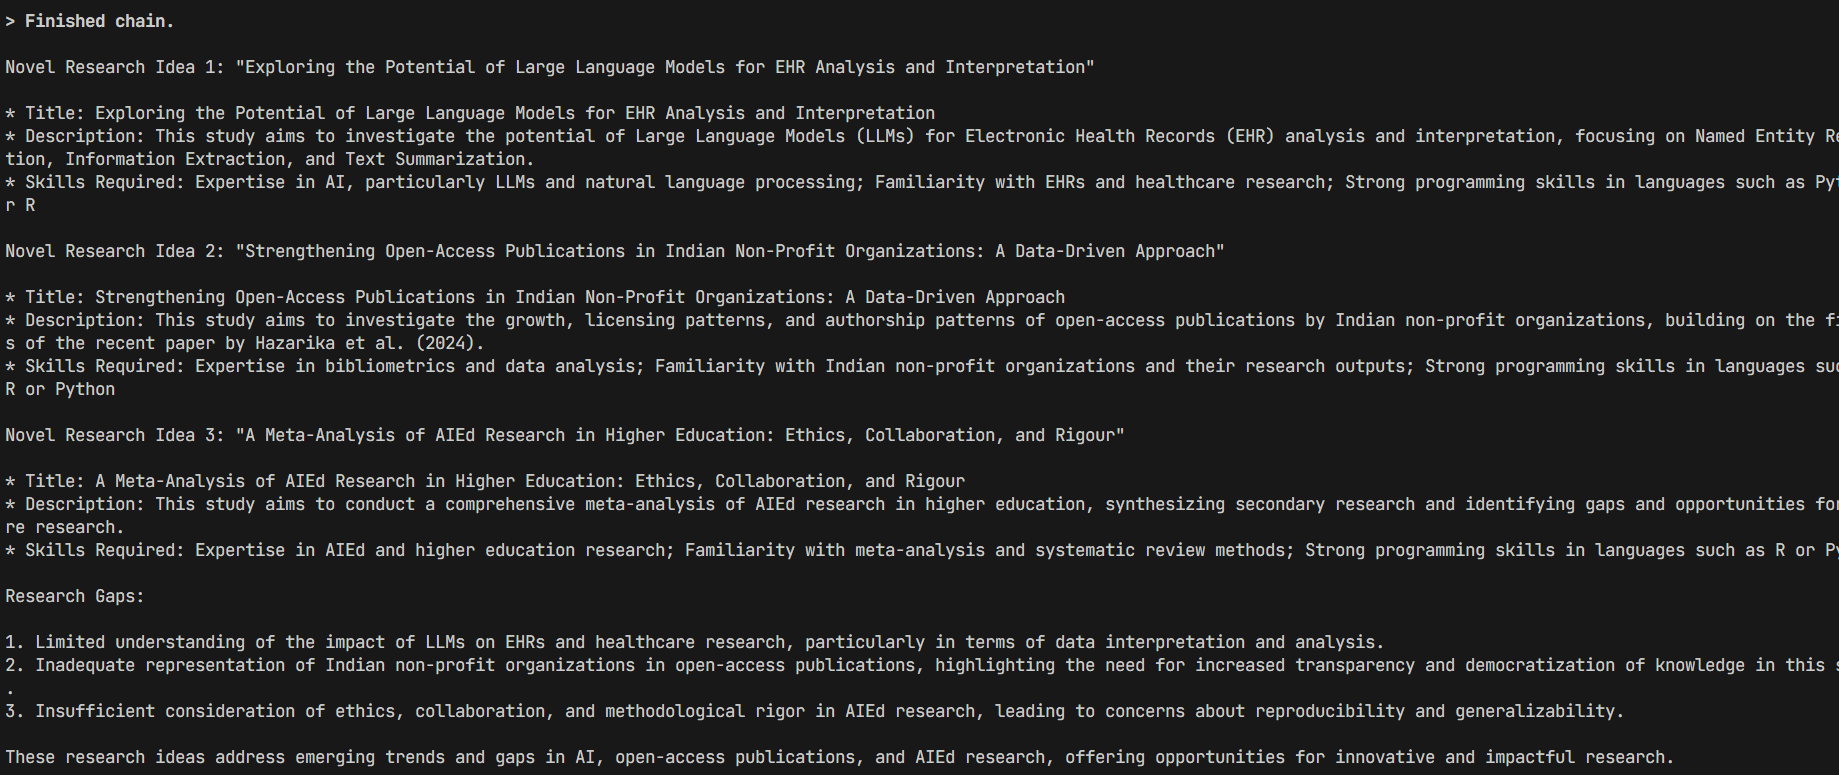 > Finished chain.
Novel Research Idea 1: "Exploring the Potential of Large Language Models for EHR Analysis and Interpretation"
* Title: Exploring the Potential of Large Language Models for EHR Analysis and Interpretation
* Description: This study aims to investigate the potential of Large Language Models (LLMs) for Electronic Health Records (EHR) analysis and interpretation, focusing on Named Entity Re
tion, Information Extraction, and Text Summarization.
* Skills Required: Expertise in AI, particularly LLMs and natural language processing; Familiarity with EHRs and healthcare research; Strong programming skills in languages such as Pyt
r R
Novel Research Idea 2: "Strengthening Open-Access Publications in Indian Non-Profit Organizations: A Data-Driven Approach"
* Title: Strengthening Open-Access Publications in Indian Non-Profit Organizations: A Data-Driven Approach
* Description: This study aims to investigate the growth, licensing patterns, and authorship patterns of open-access publications by Indian non-profit organizations, building on the fi
s of the recent paper by Hazarika et al. (2024).
* Skills Required: Expertise in bibliometrics and data analysis; Familiarity with Indian non-profit organizations and their research outputs; Strong programming skills in languages suc
R or Python
Novel Research Idea 3: "A Meta-Analysis of AIEd Research in Higher Education: Ethics, Collaboration, and Rigour"
* Title: A Meta-Analysis of AIEd Research in Higher Education: Ethics, Collaboration, and Rigour
* Description: This study aims to conduct a comprehensive meta-analysis of AIEd research in higher education, synthesizing secondary research and identifying gaps and opportunities for
re research.
* Skills Required: Expertise in AIEd and higher education research; Familiarity with meta-analysis and systematic review methods; Strong programming skills in languages such as R or Py
Research Gaps:
1. Limited understanding of the impact of LLMs on EHRs and healthcare research, particularly in terms of data interpretation and analysis.
2. Inadequate representation of Indian non-profit organizations in open-access publications, highlighting the need for increased transparency and democratization of knowledge in this s
.
3. Insufficient consideration of ethics, collaboration, and methodological rigor in AIEd research, leading to concerns about reproducibility and generalizability.
These research ideas address emerging trends and gaps in AI, open-access publications, and AIEd research, offering opportunities for innovative and impactful research.